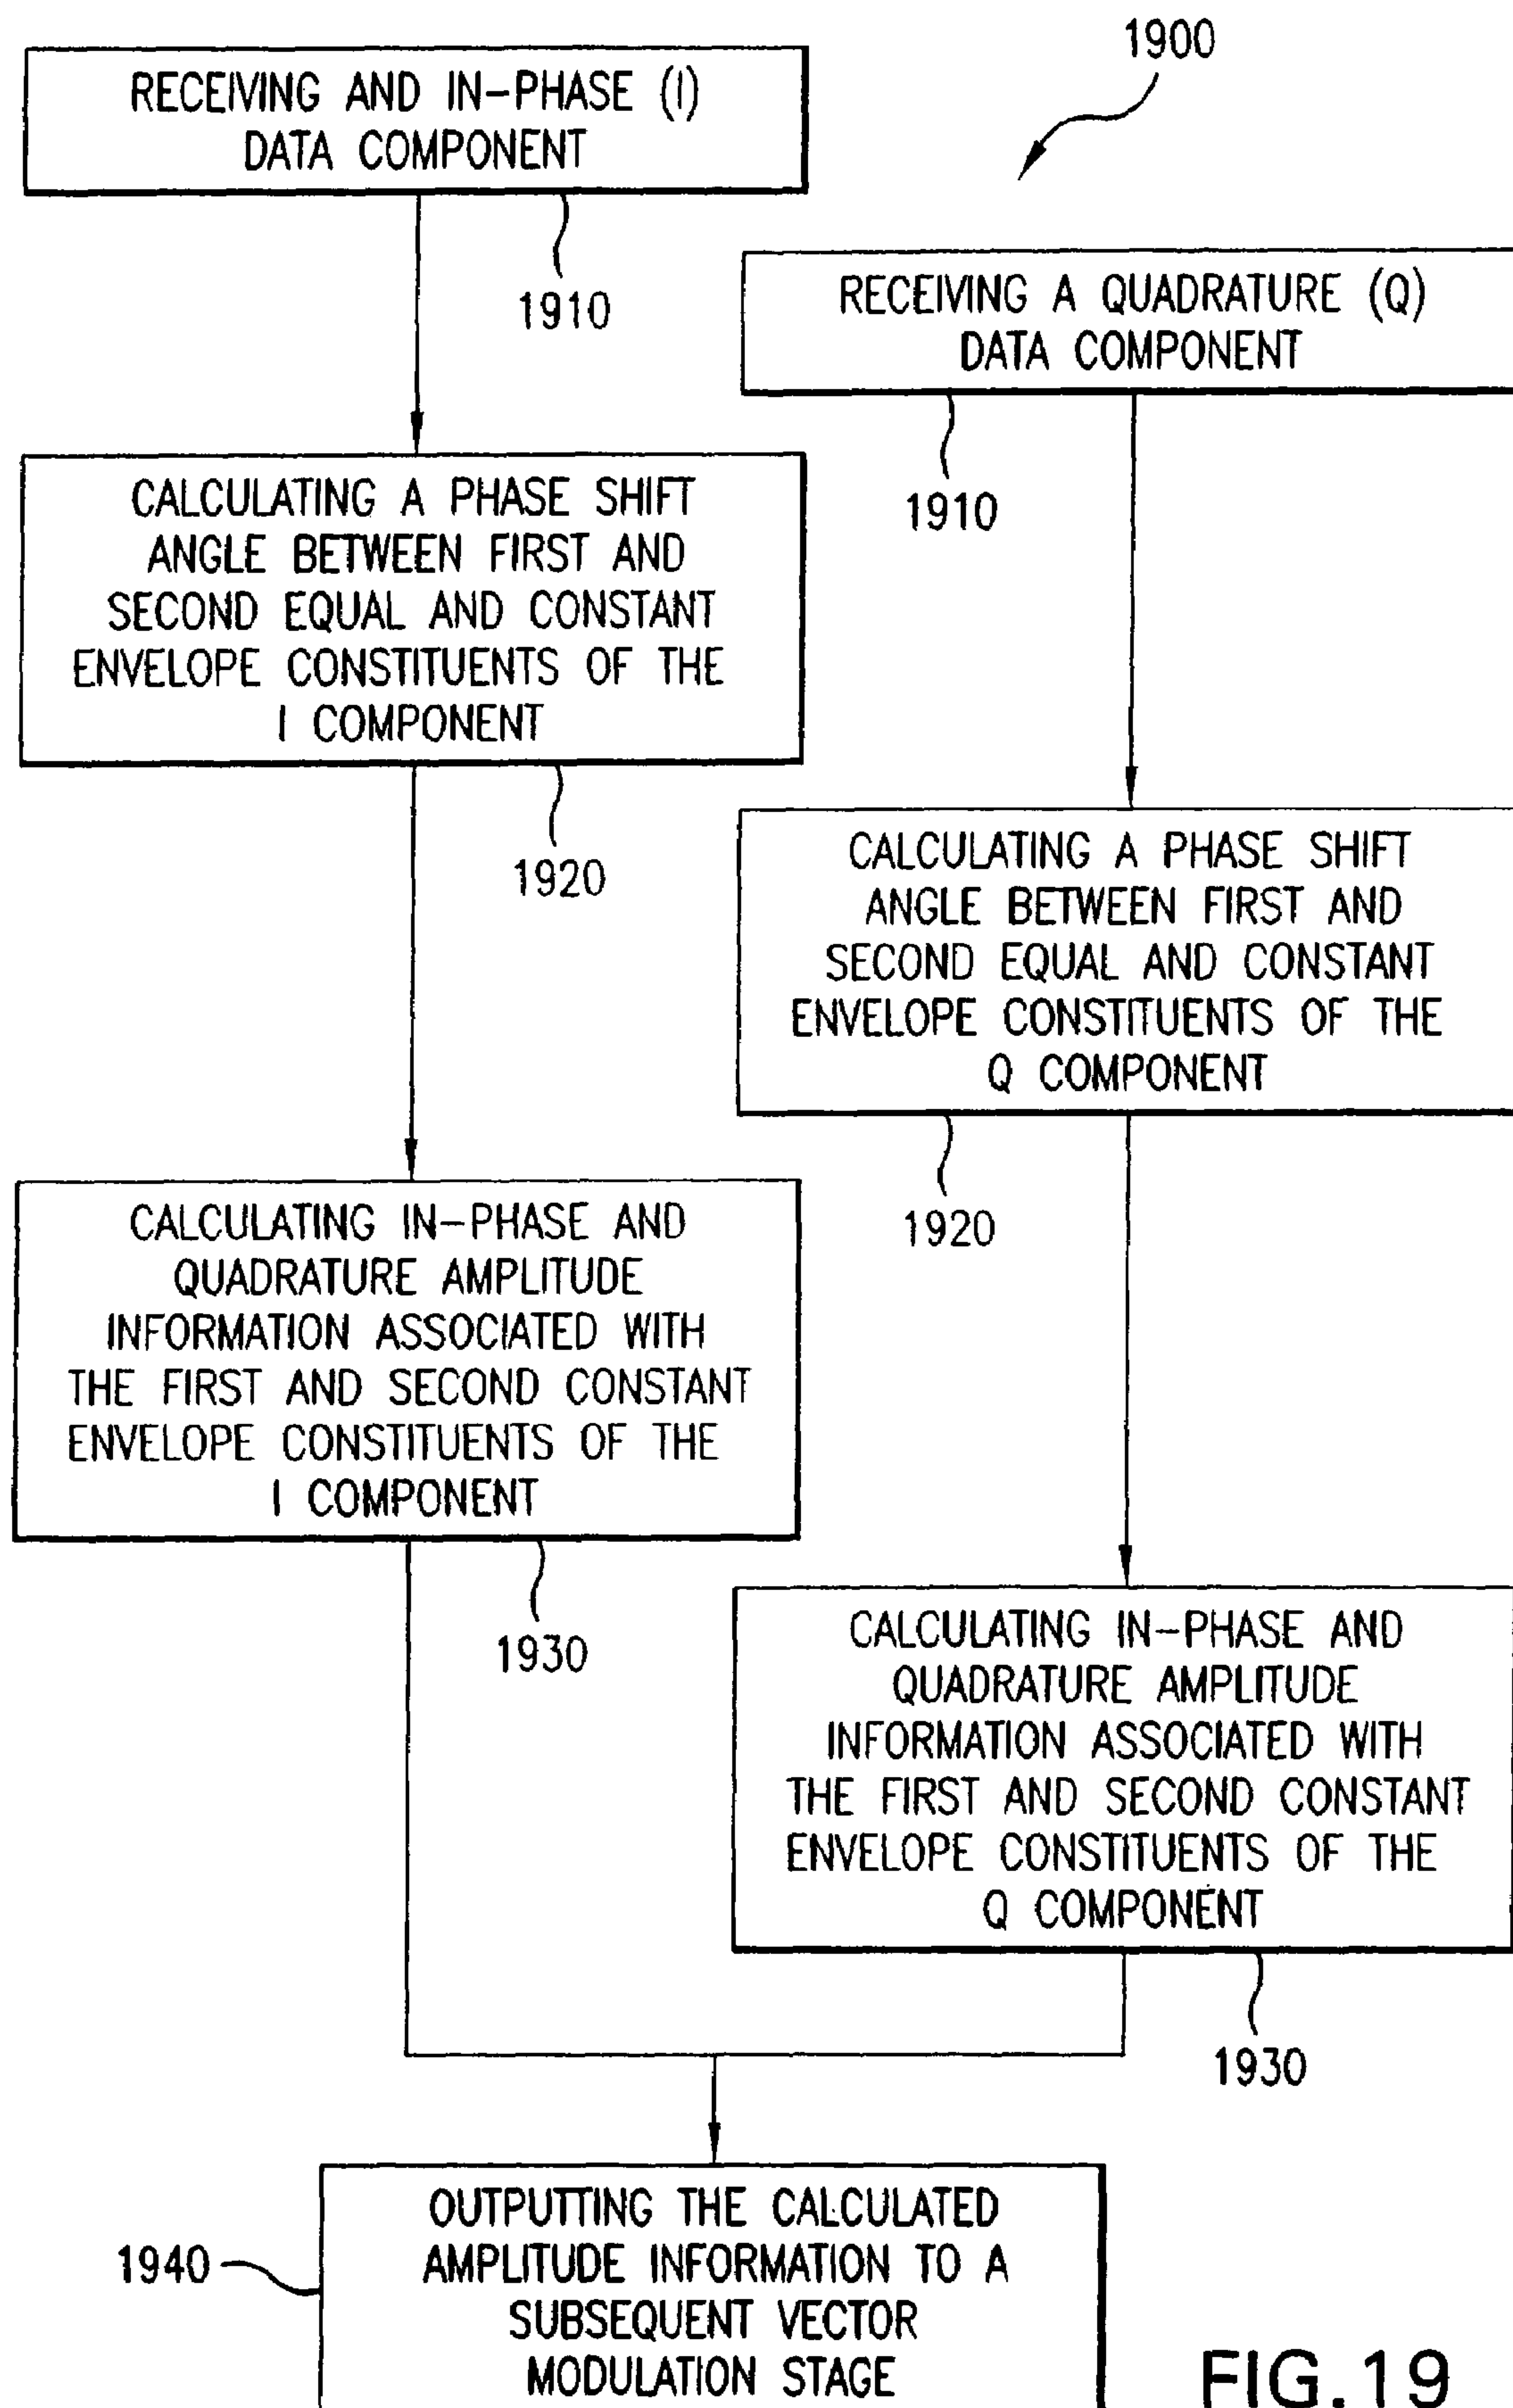 1900
RECEIVING AND IN-PHASE (I)
DATA COMPONENT
1910
RECEIVING A QUADRATURE (Q)
DATA COMPONENT
1910
CALCULATING A PHASE SHIFT
ANGLE BETWEEN FIRST AND
SECOND EQUAL AND CONSTANT
ENVELOPE CONSTITUENTS OF THE
I COMPONENT
1920
CALCULATING A PHASE SHIFT
ANGLE BETWEEN FIRST AND
SECOND EQUAL AND CONSTANT
ENVELOPE CONSTITUENTS OF THE
Q COMPONENT
1920
CALCULATING IN-PHASE AND
QUADRATURE AMPLITUDE
INFORMATION ASSOCIATED WITH
THE FIRST AND SECOND CONSTANT
ENVELOPE CONSTITUENTS OF THE
I COMPONENT
1930
CALCULATING IN-PHASE AND
QUADRATURE AMPLITUDE
INFORMATION ASSOCIATED WITH
THE FIRST AND SECOND CONSTANT
ENVELOPE CONSTITUENTS OF THE
Q COMPONENT
1930
1940
OUTPUTTING THE CALCULATED
AMPLITUDE INFORMATION TO A
SUBSEQUENT VECTOR
MODULATION STAGE
FIG.19